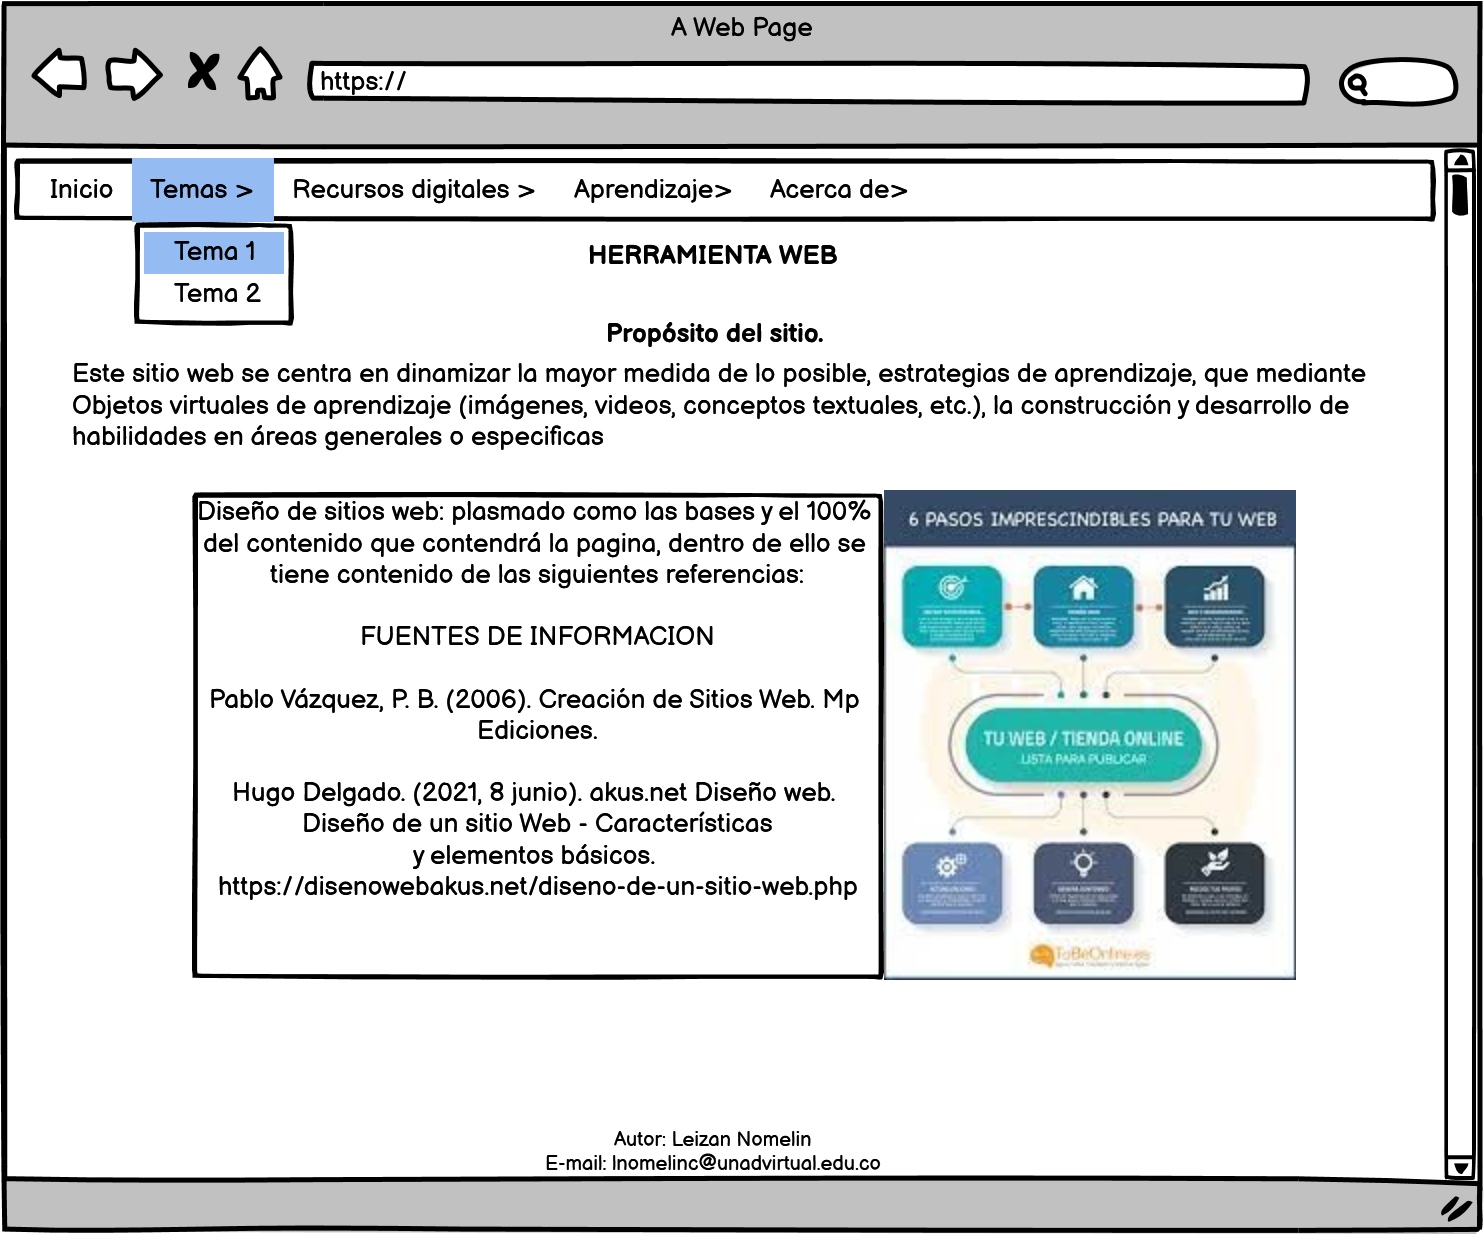 A Web Page
https://
Inicio Temas > Recursos digitales > Aprendizaje> Acerca de>
Tema 1
Tema 2
HERRAMIENTA WEB
Propósito del sitio.
Este sitio web se centra en dinamizar la mayor medida de lo posible, estrategias de aprendizaje, que mediante
Objetos virtuales de aprendizaje (imágenes, videos, conceptos textuales, etc.), la construcción y desarrollo de
habilidades en áreas generales o especificas
Diseño de sitios web: plasmado como las bases y el 100%
del contenido que contendrá la pagina, dentro de ello se
tiene contenido de las siguientes referencias:
FUENTES DE INFORMACION
Pablo Vázquez, P. B. (2006). Creación de Sitios Web. Mp
Ediciones.
Hugo Delgado. (2021, 8 junio). akus.net Diseño web.
Diseño de un sitio Web - Características
y elementos básicos.
https://disenowebakus.net/diseno-de-un-sitio-web.php
6 PASOS IMPRESCINDIBLES PARA TU WEB
TU WEB / TIENDA ONLINE
LISTA PARA PUBLICAR
ToBeOnline.es
Autor: Leizan Nomelin
E-mail: lnomelinc@unadvirtual.edu.co